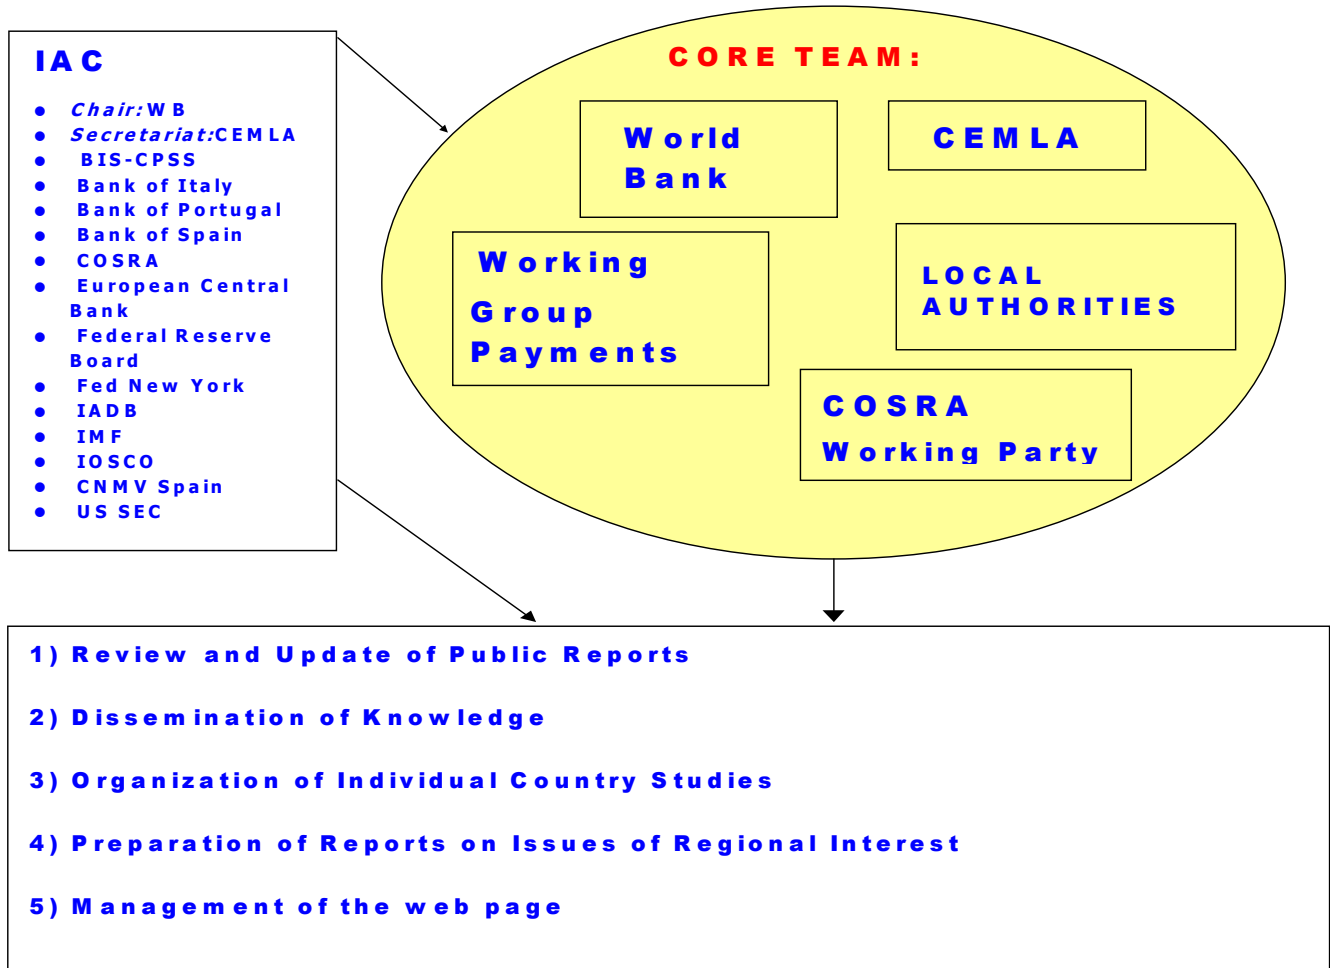 IAC
• Chair: WB
• Secretariat: CEMLA
• BIS-CPSS
• Bank of Italy
• Bank of Portugal
• Bank of Spain
• COSRA
• European Central
Bank
• Federal Reserve
Board
• Fed New York
• IADB
• IMF
• IOSCO
• CNMV Spain
• US SEC
CORE TEAM:
World
Bank
CEMLA
Working
Group
Payments
LOCAL
AUTHORITIES
COSRA
Working Party
1) Review and Update of Public Reports
2) Dissemination of Knowledge
3) Organization of Individual Country Studies
4) Preparation of Reports on Issues of Regional Interest
5) Management of the web page